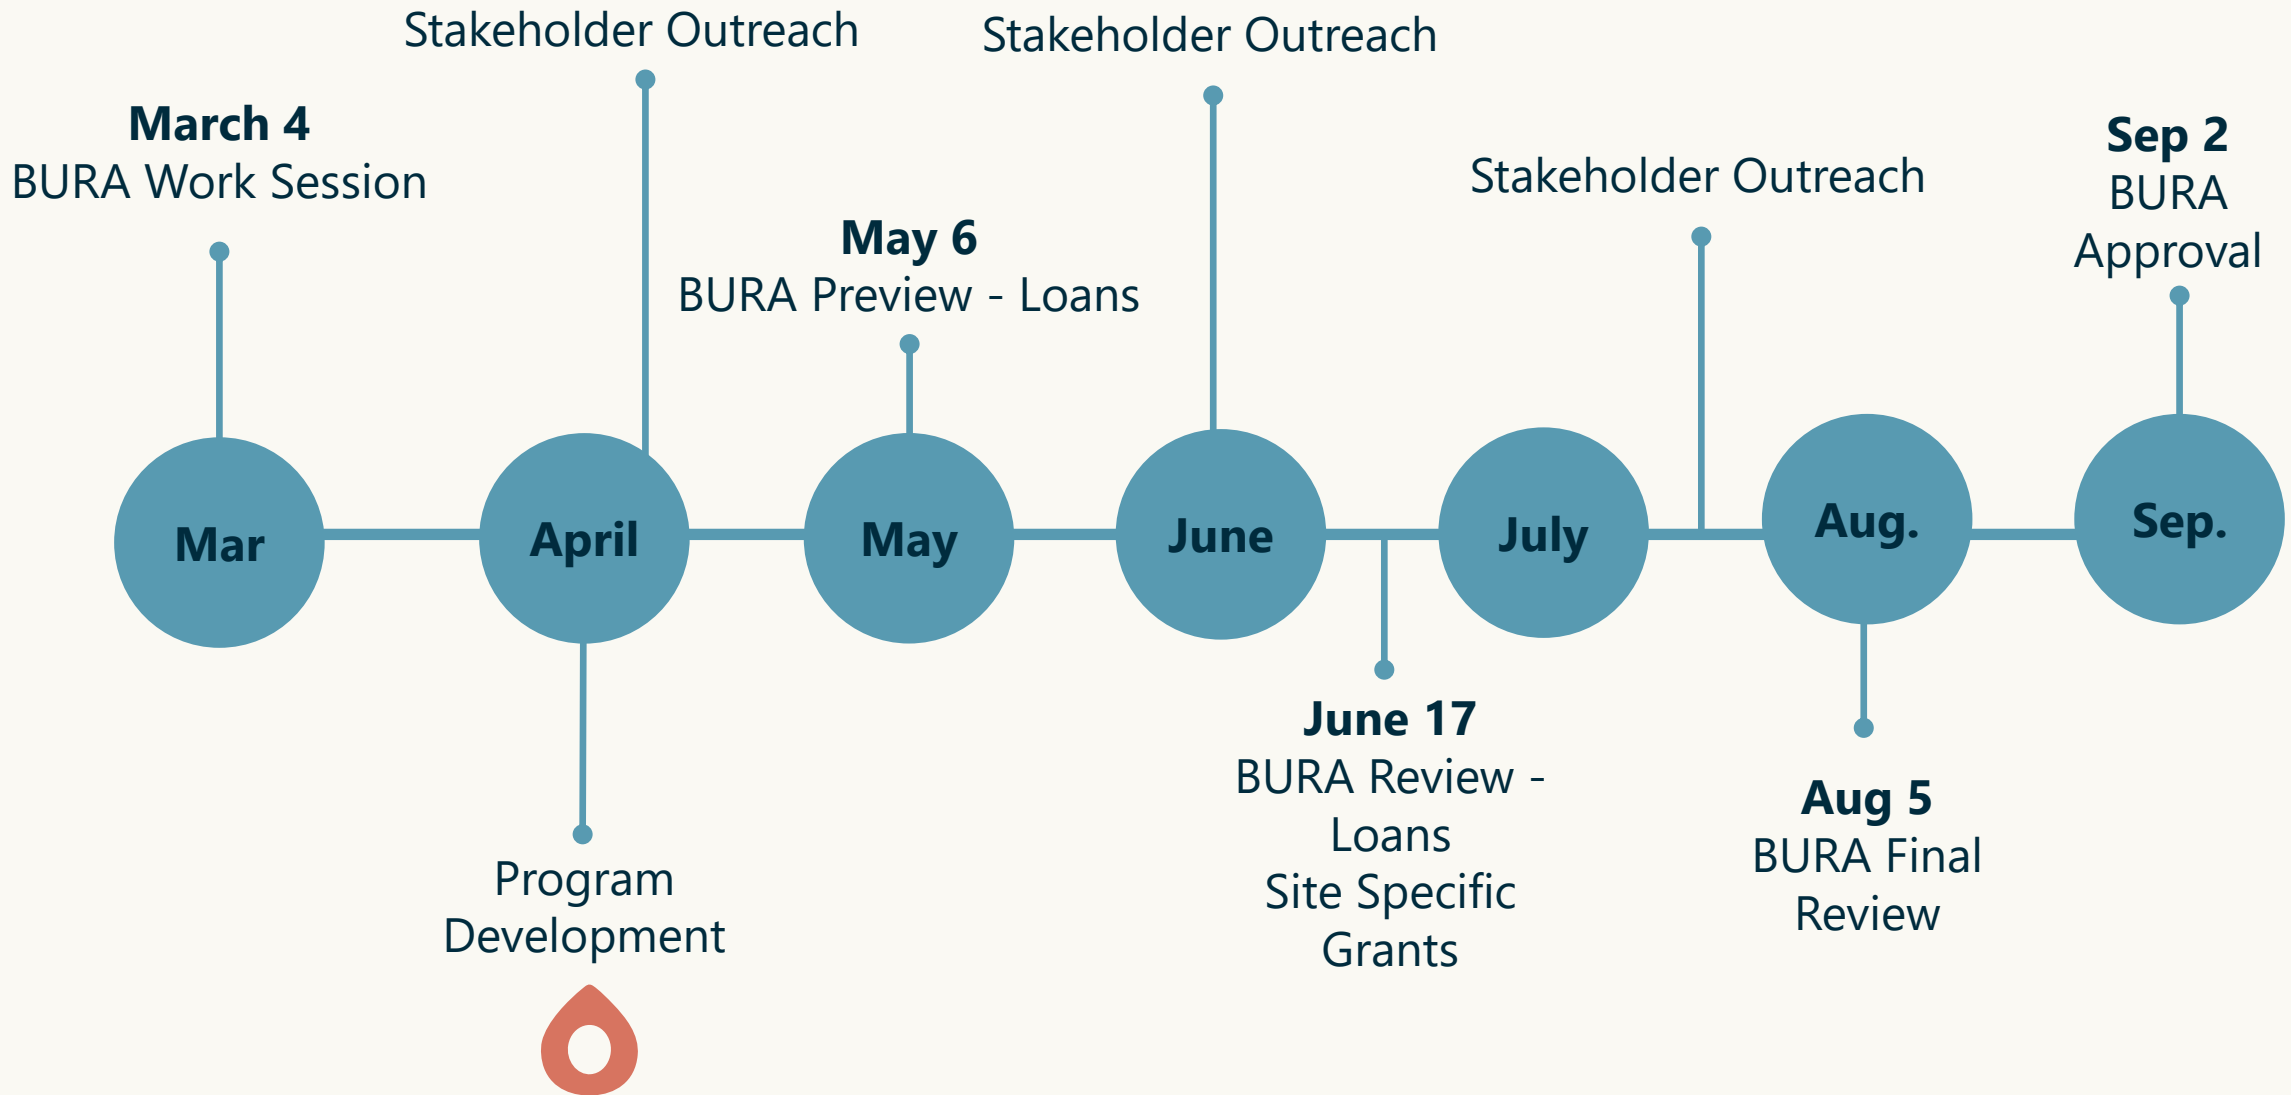 Stakeholder Outreach
Stakeholder Outreach
March 4
BURA Work Session
Sep 2
BURA
Approval
Stakeholder Outreach
May 6
BURA Preview - Loans
Mar
April
May
June
July
Aug.
Sep.
June 17
BURA Review -
Loans
Site Specific
Grants
Aug 5
BURA Final
Review
Program
Development